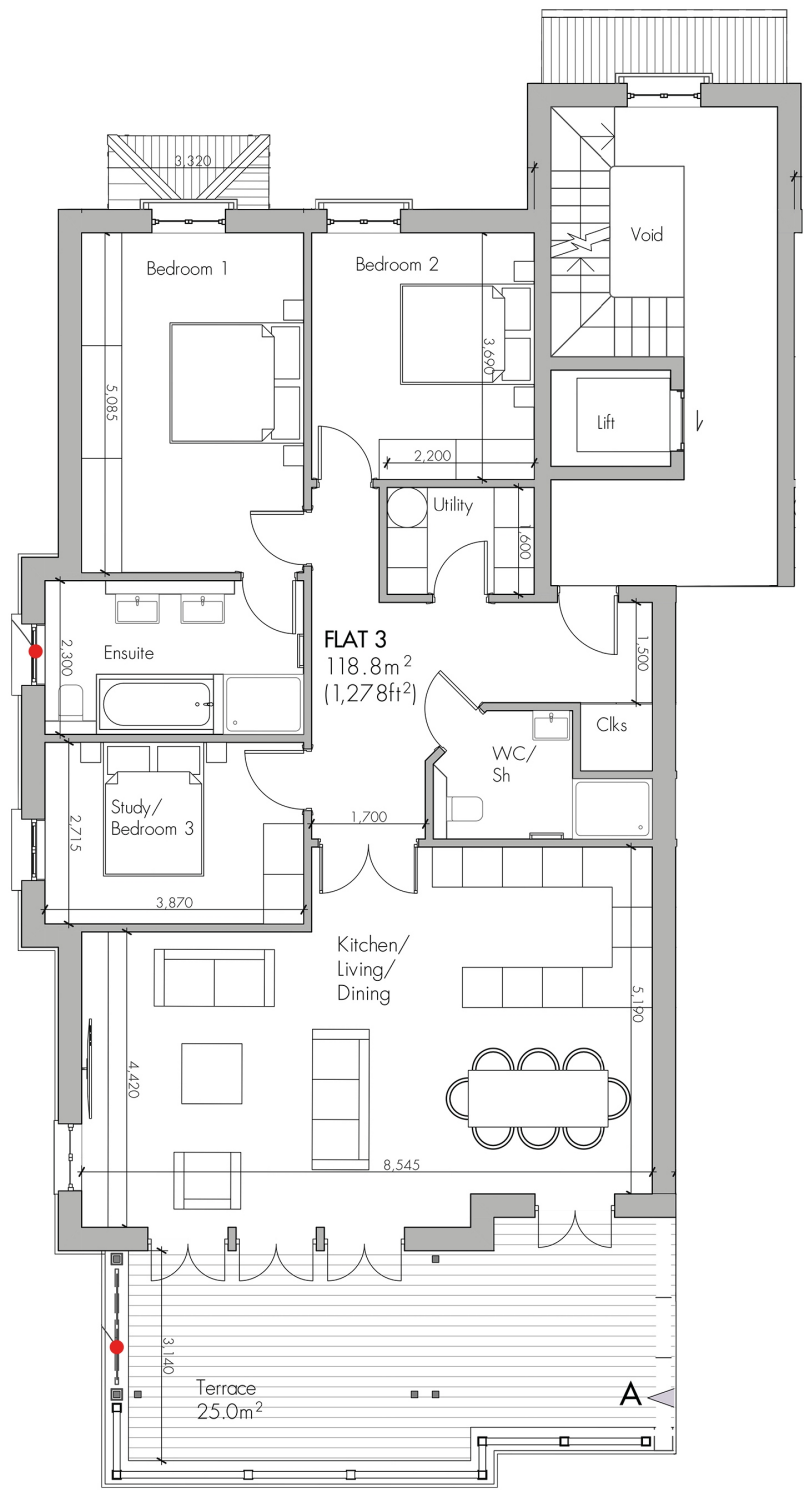 3,320
Bedroom 1
Bedroom 2
Void
3,690
5,085
Lift
2,200
Utility
1,600
FLAT 3
118.8m²
(1,278ft²)
2,300
Ensuite
1,500
Clks
WC/
Sh
Study/
Bedroom 3
2,715
1,700
3,870
Kitchen/
Living/
Dining
5,190
4,420
8,545
3,140
Terrace
25.0m²
A